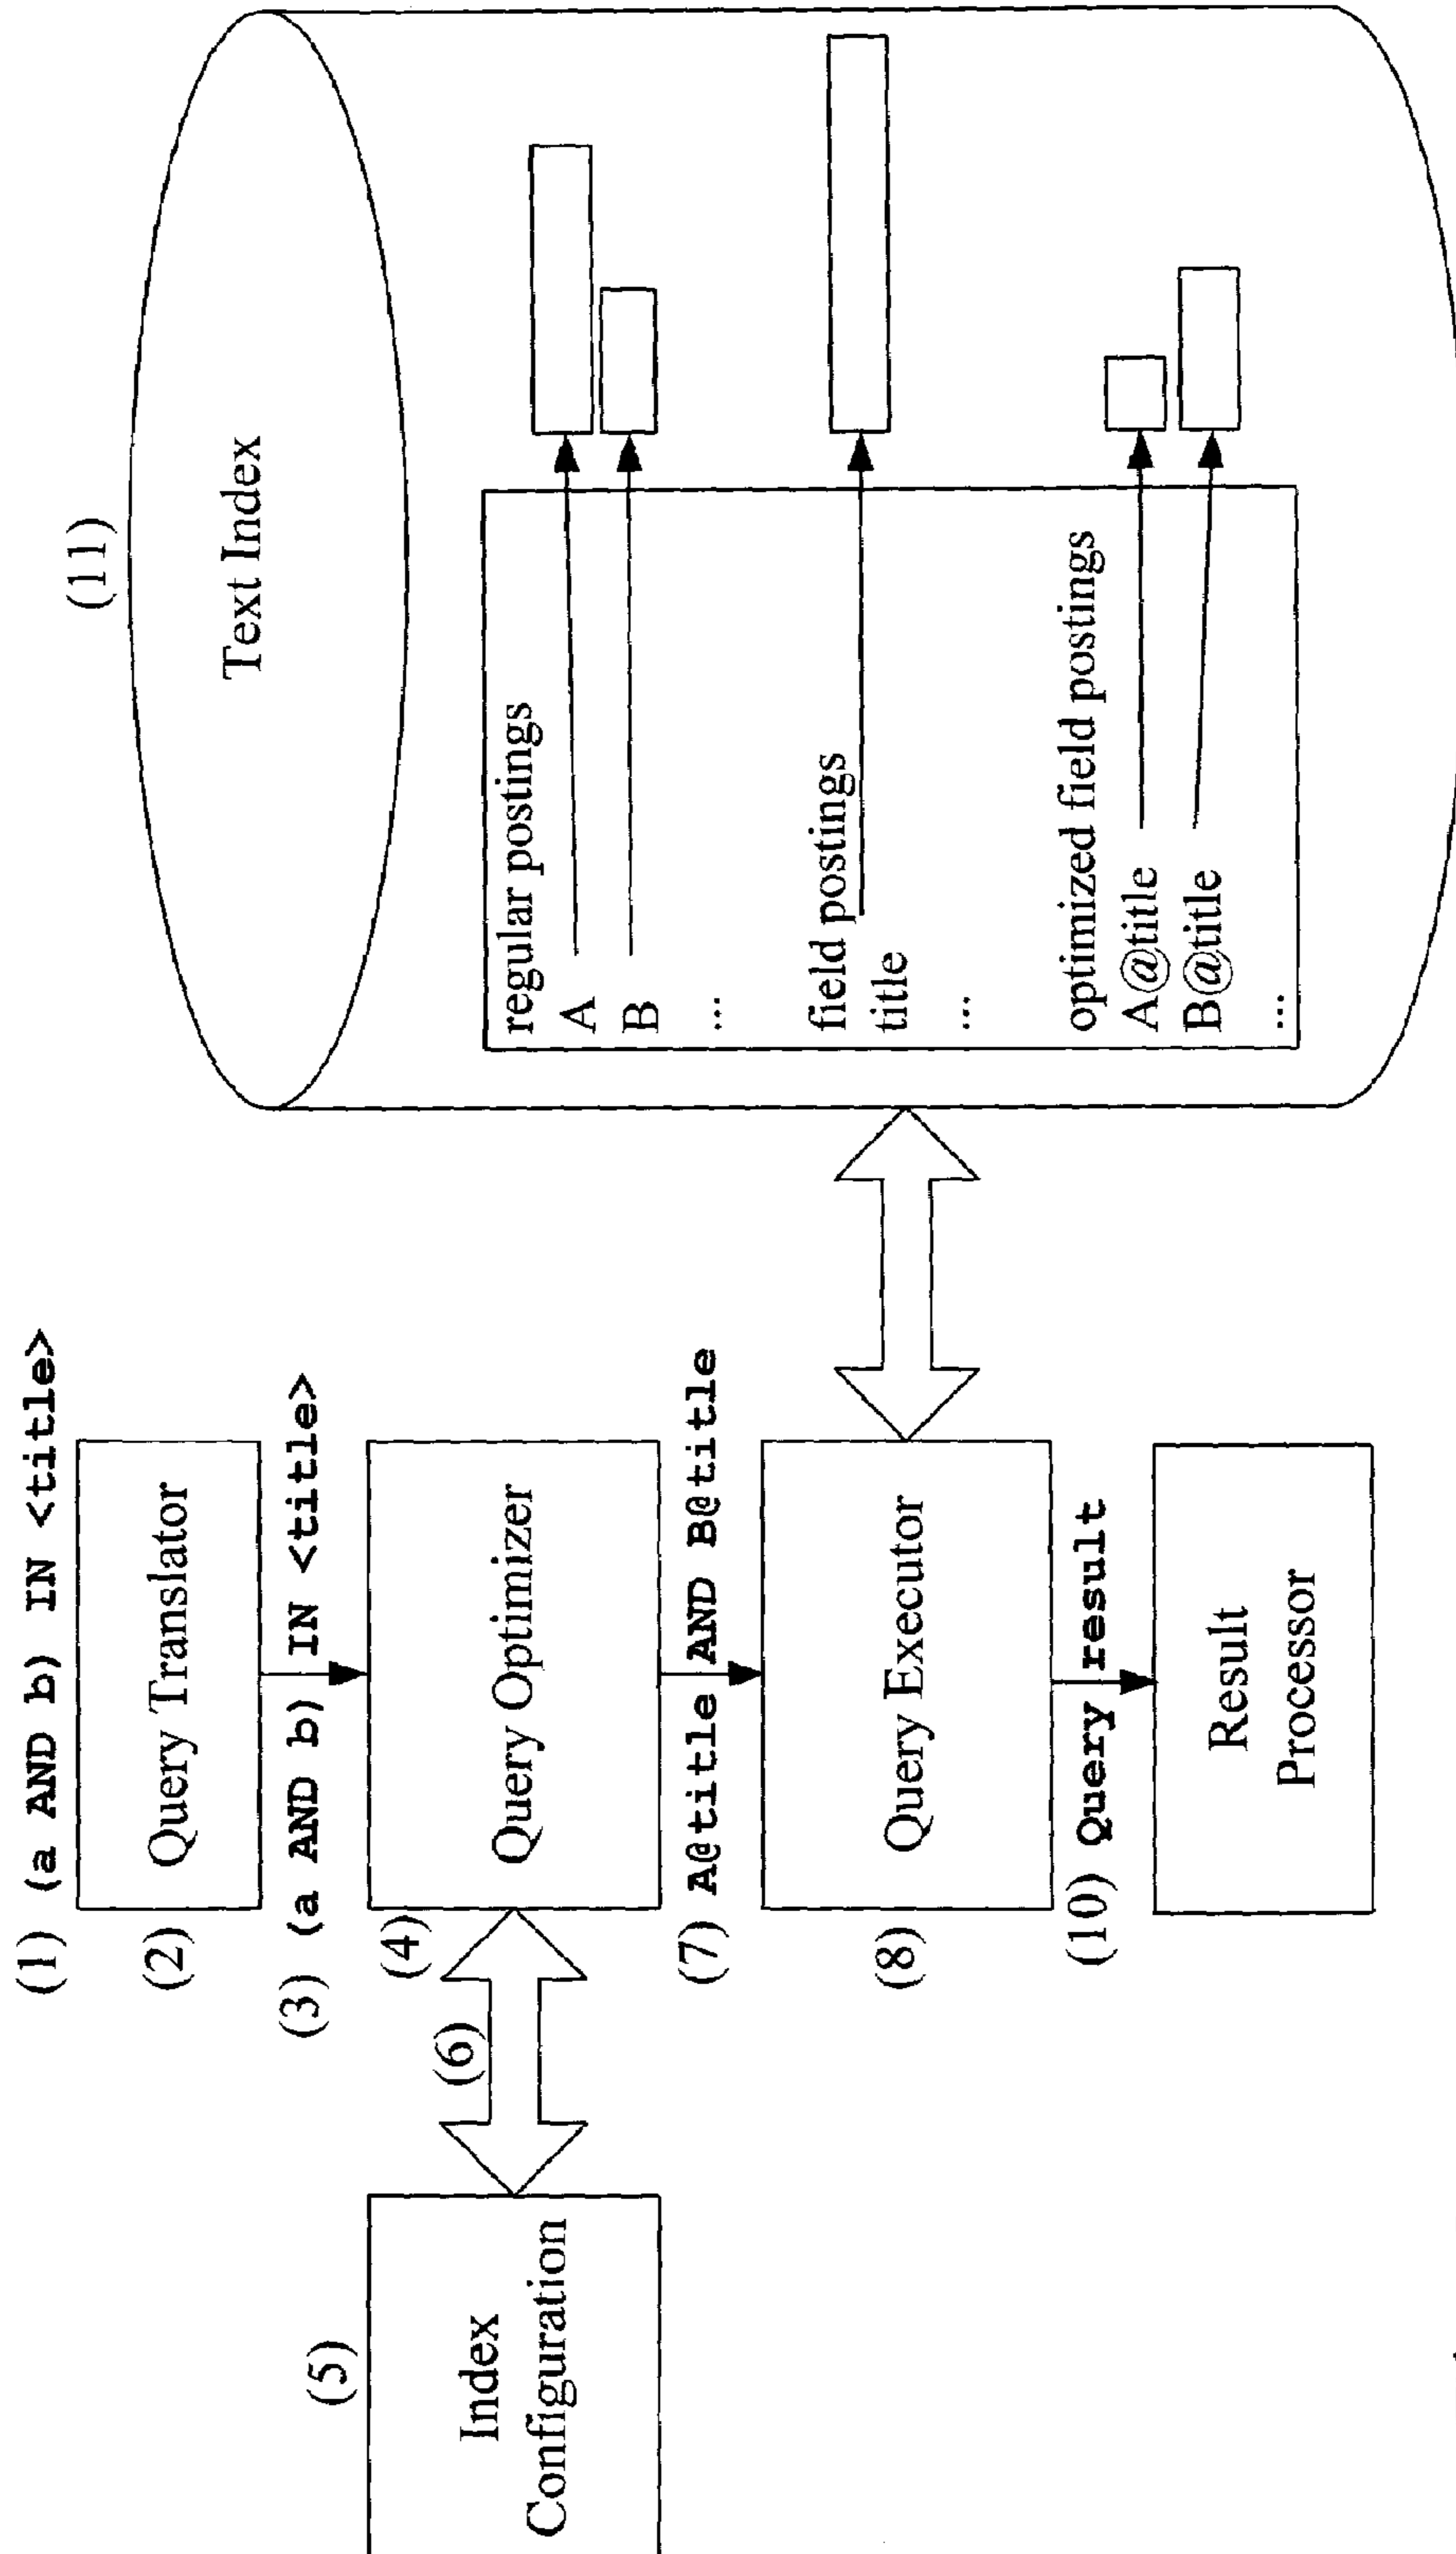 (1) (a AND b) IN <title>
(2)
Query Translator
(3) (a AND b) IN <title>
(4)
Query Optimizer
(5)
Index
Configuration
(6)
(7) A@title AND B@title
(8)
Query Executor
(10) Query result
Result
Processor
(11)
Text Index
regular postings
A
B
...
field postings
title
...
optimized field postings
A@title
B@title
...